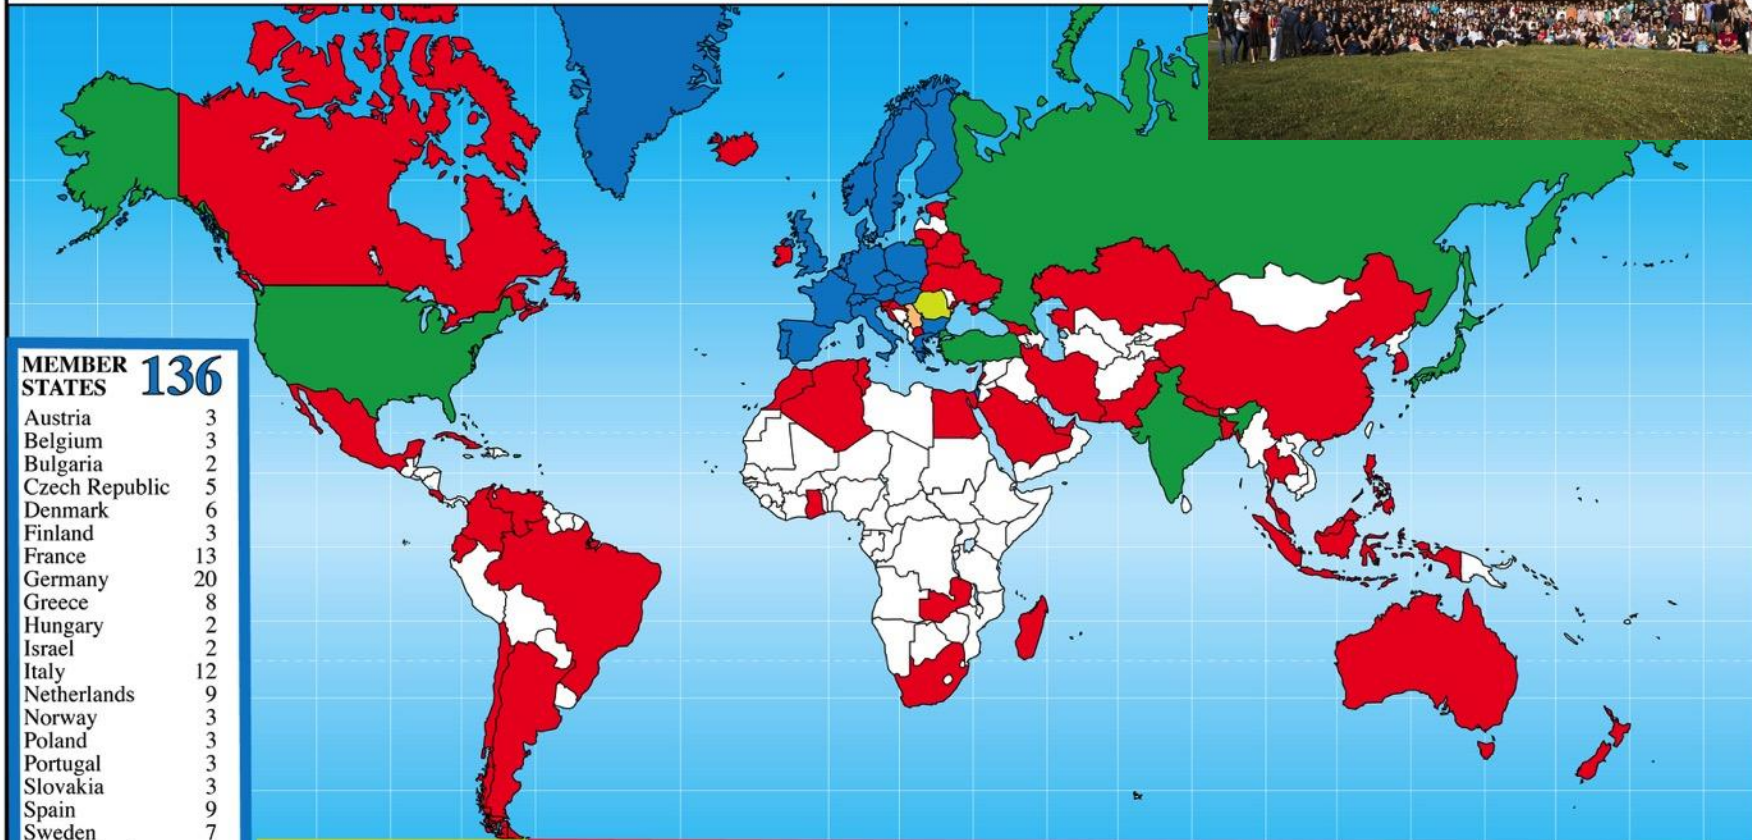 MEMBER STATES 136
Austria 3
Belgium 3
Bulgaria 2
Czech Republic 5
Denmark 6
Finland 3
France 13
Germany 20
Greece 8
Hungary 2
Israel 2
Italy 12
Netherlands 9
Norway 3
Poland 3
Portugal 3
Slovakia 3
Spain 9
Sweden 7